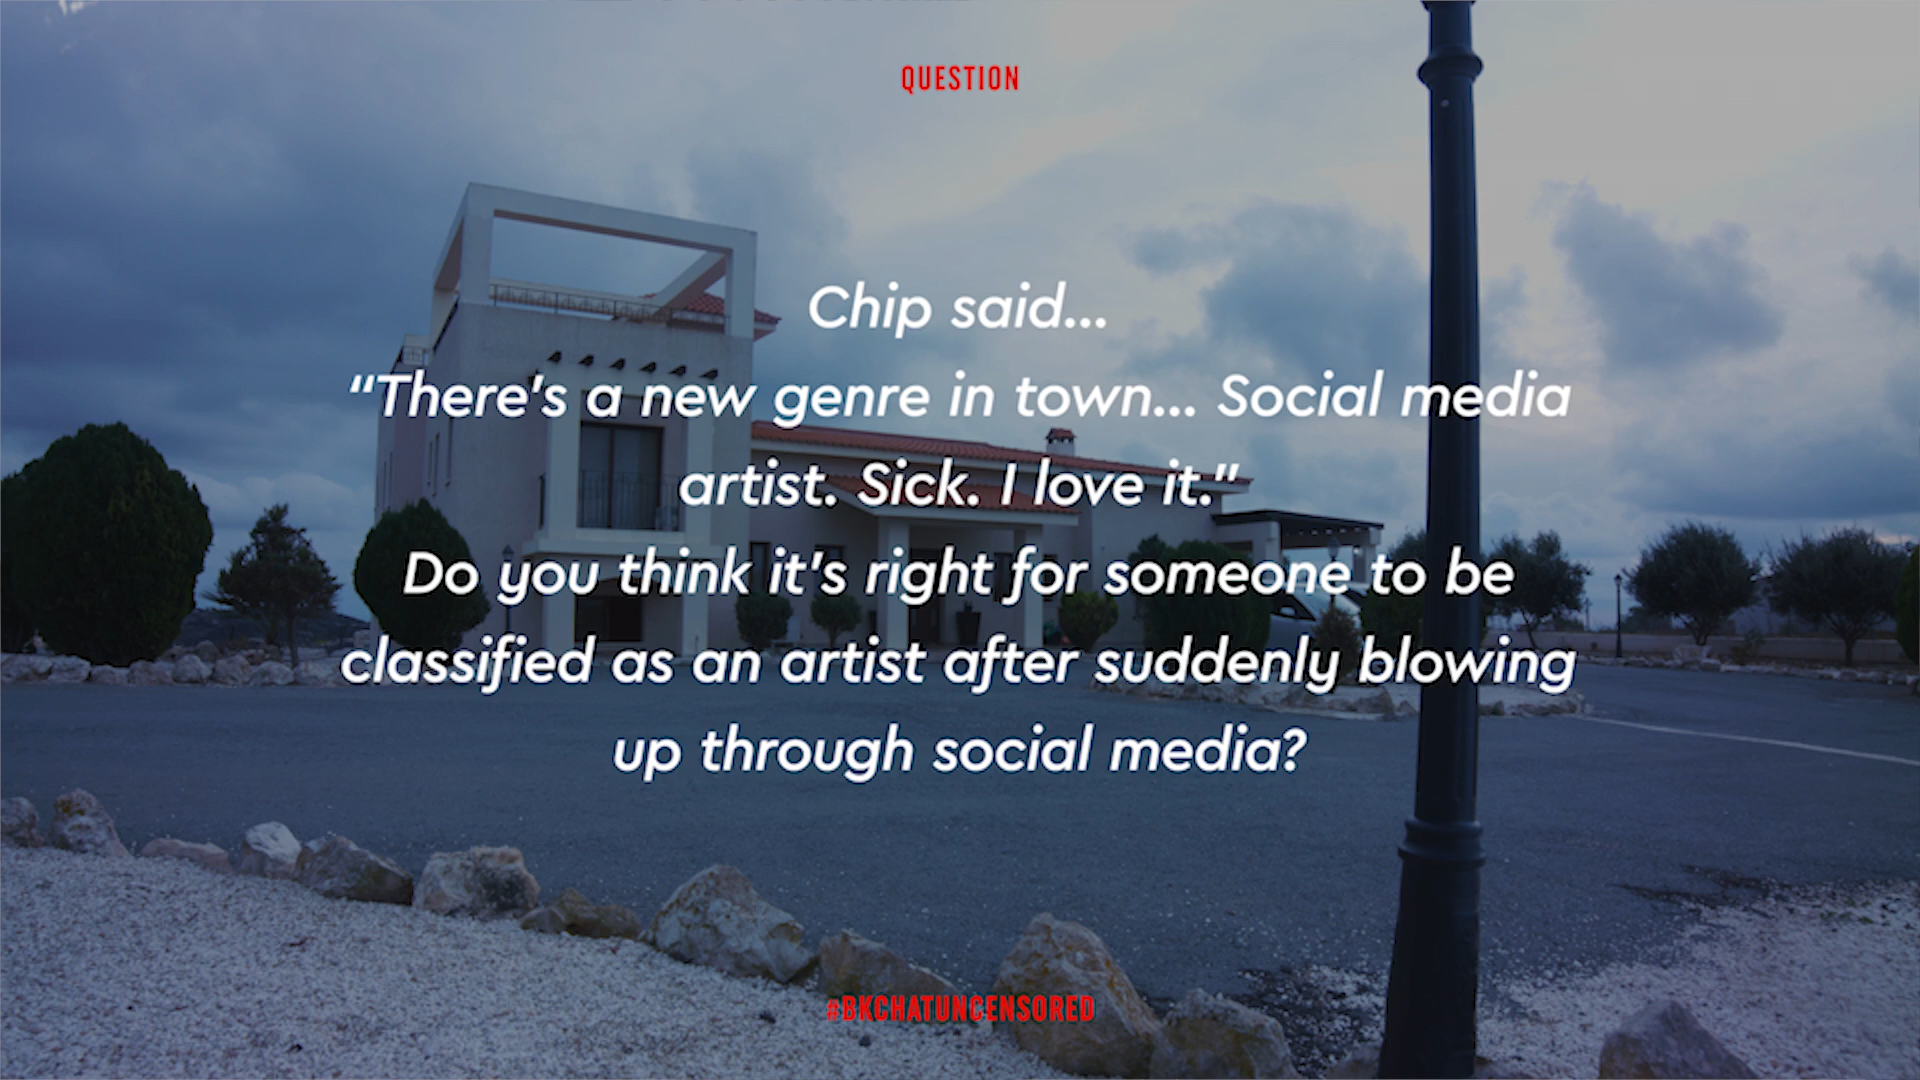 QUESTION
Chip said...
“There's a new genre in town... Social media
artist. Sick. I love it.”
Do you think it's right for someone to be
classified as an artist after suddenly blowing
up through social media?
#BKCHATUNCENSORED